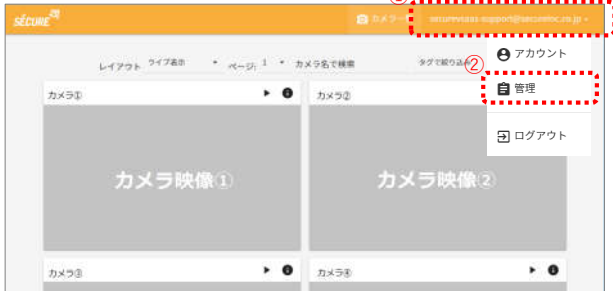 SECURE
カメラ一覧 securevsaas-support@secureinc.co.jp
アカウント
②
管理
ログアウト
レイアウト ライブ表示 ページ: 1 カメラ名で検索 タグで絞り込み
カメラ① カメラ②
カメラ映像① カメラ映像②
カメラ③ カメラ④